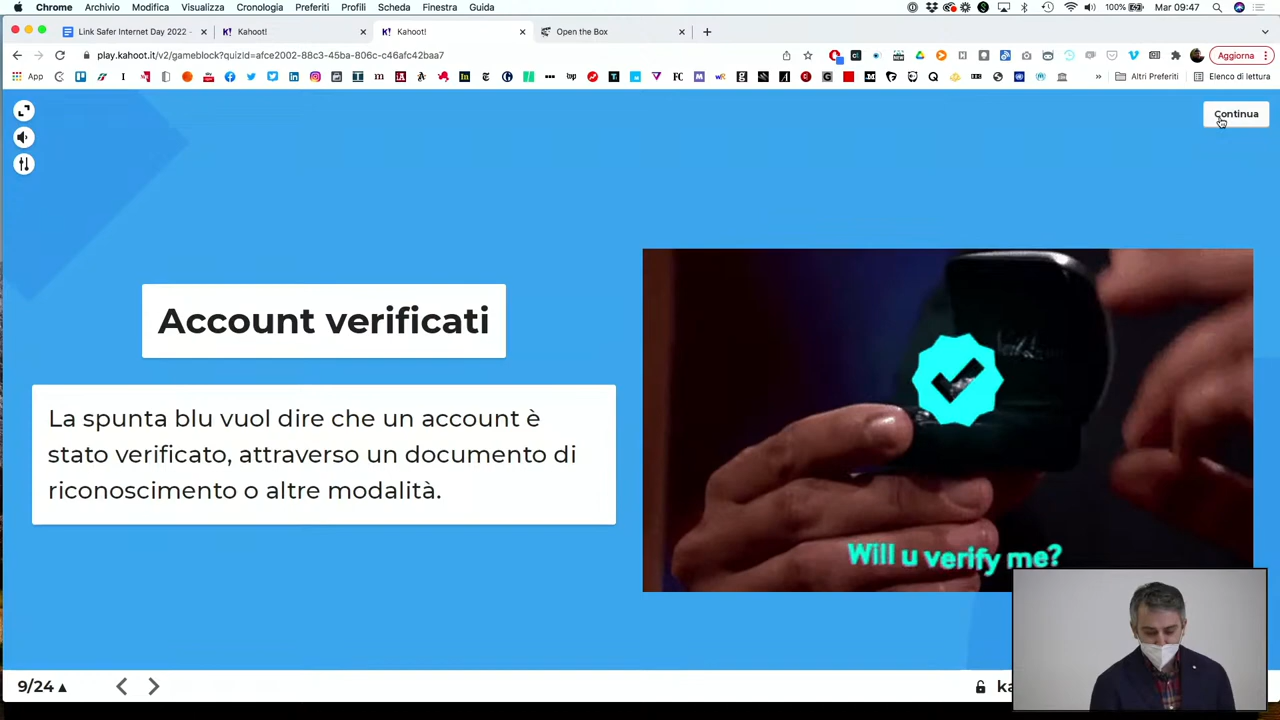 Chrome Archivio Modifica Visualizza Cronologia Preferiti Profili Scheda Finestra Guida 100% Mar 09:47
Link Safer Internet Day 2022 - Kahoot! Kahoot! Open the Box
play.kahoot.it/v2/gameblock?quizId=afce2002-88c3-45ba-806c-c46afc42baa7 Aggiorna
App Altri Preferiti Elenco di lettura
Continua
Account verificati
La spunta blu vuol dire che un account è
stato verificato, attraverso un documento di
riconoscimento o altre modalità.
Will u verify me?
9/24